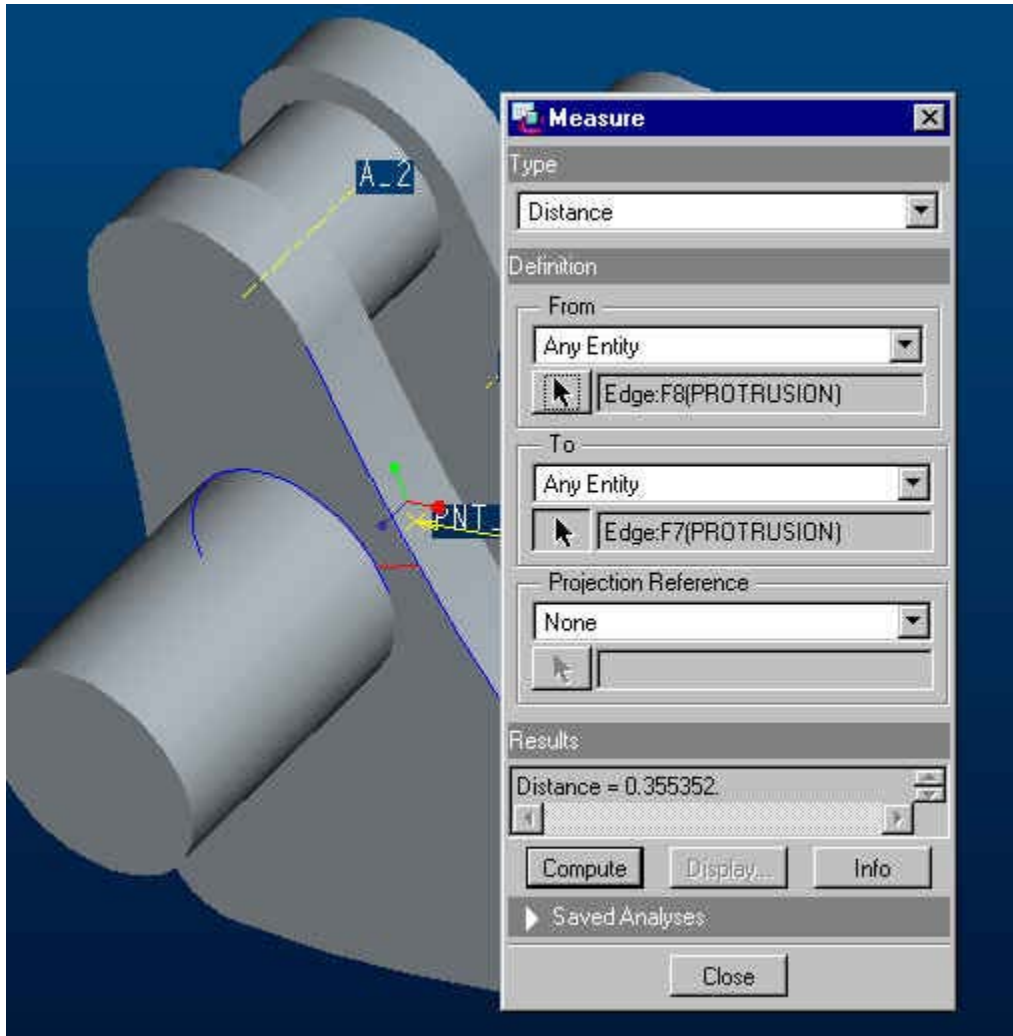 A_2
PNT_
Measure
Type
Distance
Definition
From
Any Entity
Edge:F8(PROTRUSION)
To
Any Entity
Edge:F7(PROTRUSION)
Projection Reference
None
Results
Distance = 0.355352.
Compute Display... Info
Saved Analyses
Close